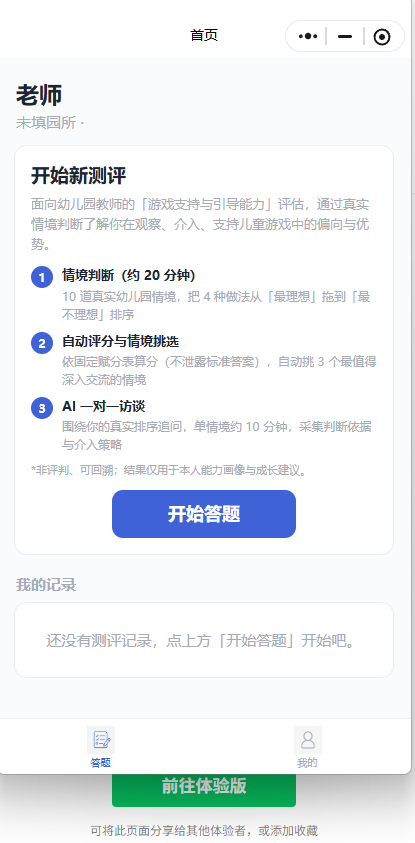 首页
老师
未填园所 ·
开始新测评
面向幼儿园教师的「游戏支持与引导能力」评估，通过真实
情境判断了解你在观察、介入、支持儿童游戏中的偏向与优
势。
1 情境判断（约 20 分钟）
10 道真实幼儿园情境，把 4 种做法从「最理想」拖到「最
不理想」排序
2 自动评分与情境挑选
依固定赋分表算分（不泄露标准答案），自动挑 3 个最值得
深入交流的情境
3 AI 一对一访谈
围绕你的真实排序追问，单情境约 10 分钟，采集判断依据
与介入策略
*非评判、可回溯；结果仅用于本人能力画像与成长建议。
开始答题
我的记录
还没有测评记录，点上方「开始答题」开始吧。
答题 我的
前往体验版
可将此页面分享给其他体验者，或添加收藏